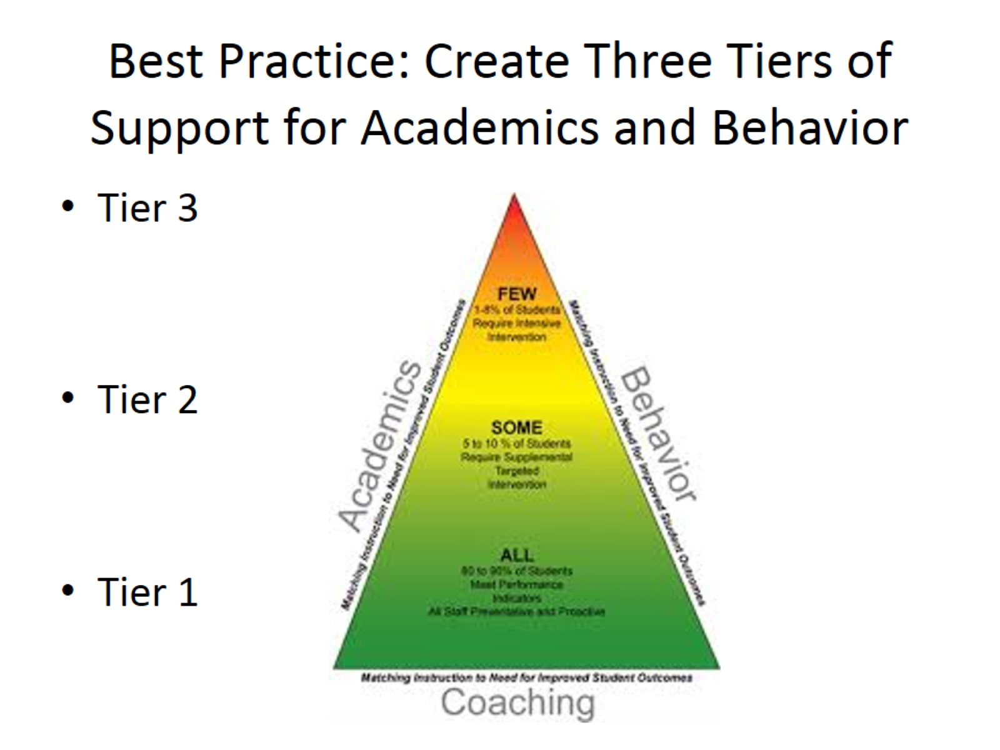 Best Practice: Create Three Tiers of
Support for Academics and Behavior
• Tier 3
• Tier 2
• Tier 1
FEW
1-8% of Students
Require Intensive
Intervention
SOME
5 to 10 % of Students
Require Supplemental
Targeted
Intervention
ALL
80 to 90% of Students
Meet Performance
Indicators
All Staff Preventative and Proactive
Academics
Matching Instruction to Need for Improved Student Outcomes
Behavior
Matching Instruction to Need for Improved Student Outcomes
Matching Instruction to Need for Improved Student Outcomes
Coaching